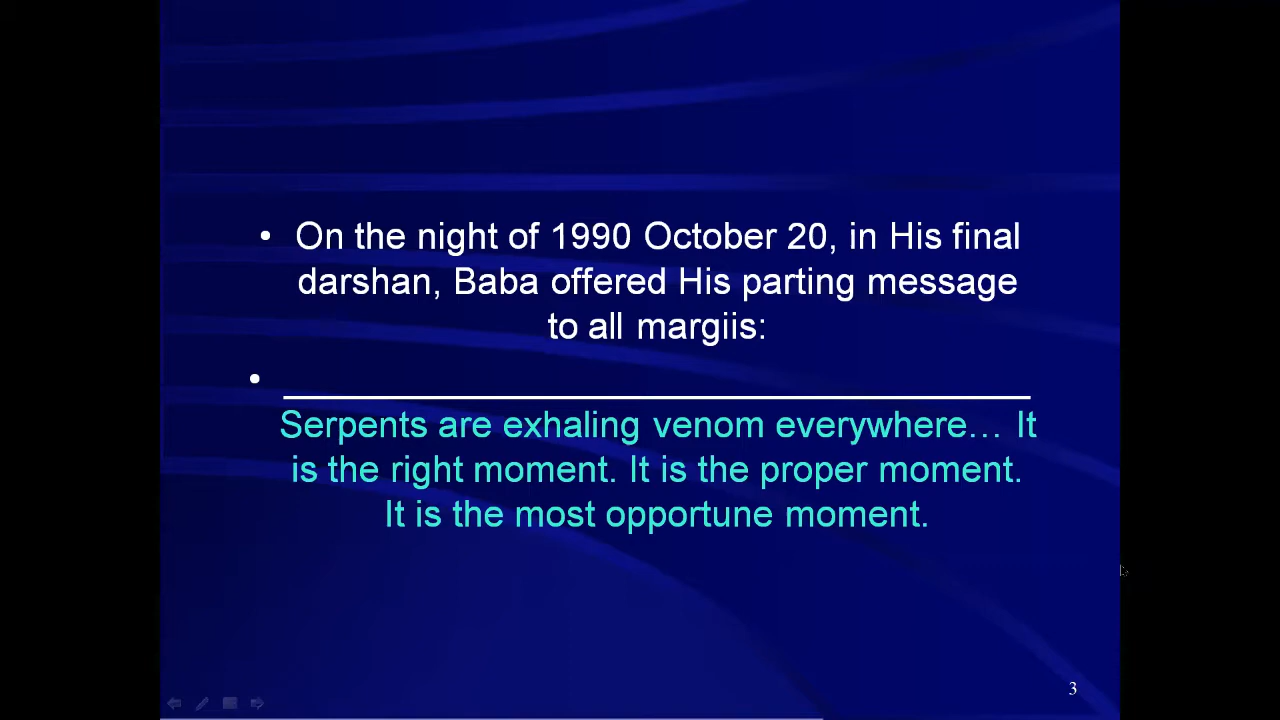 • On the night of 1990 October 20, in His final
darshan, Baba offered His parting message
to all margiis:
•
Serpents are exhaling venom everywhere… It
is the right moment. It is the proper moment.
It is the most opportune moment.
3